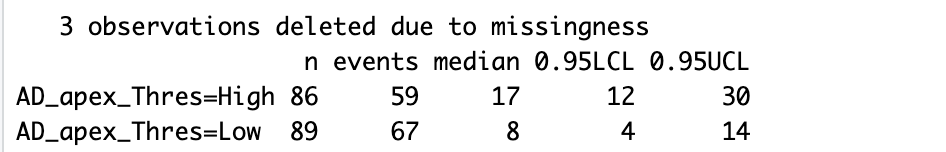 3 observations deleted due to missingness
n events median 0.95LCL 0.95UCL
AD_apex_Thres=High 86 59 17 12 30
AD_apex_Thres=Low 89 67 8 4 14